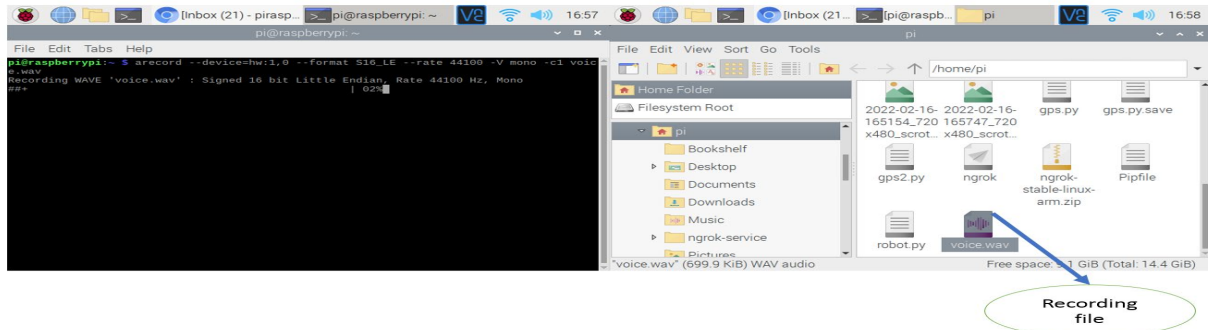 [Inbox (21) - pirasp... pi@raspberrypi: ~ V2 16:57
pi@raspberrypi: ~
File Edit Tabs Help
pi@raspberrypi:~ $ arecord --device=hw:1,0 --format S16_LE --rate 44100 -V mono -c1 voic
e.wav
Recording WAVE 'voice.wav' : Signed 16 bit Little Endian, Rate 44100 Hz, Mono
##+ | 02%
[Inbox (21... [pi@raspb... pi V2 16:58
pi
File Edit View Sort Go Tools
/home/pi
Home Folder
Filesystem Root
pi
Bookshelf
Desktop
Documents
Downloads
Music
ngrok-service
Pictures
2022-02-16-165154_720x480_scrot...
2022-02-16-165747_720x480_scrot...
gps.py
gps.py.save
gps2.py
ngrok
ngrok-stable-linux-arm.zip
Pipfile
robot.py
voice.wav
"voice.wav" (699.9 KiB) WAV audio
Free space: GiB (Total: 14.4 GiB)
Recording
file